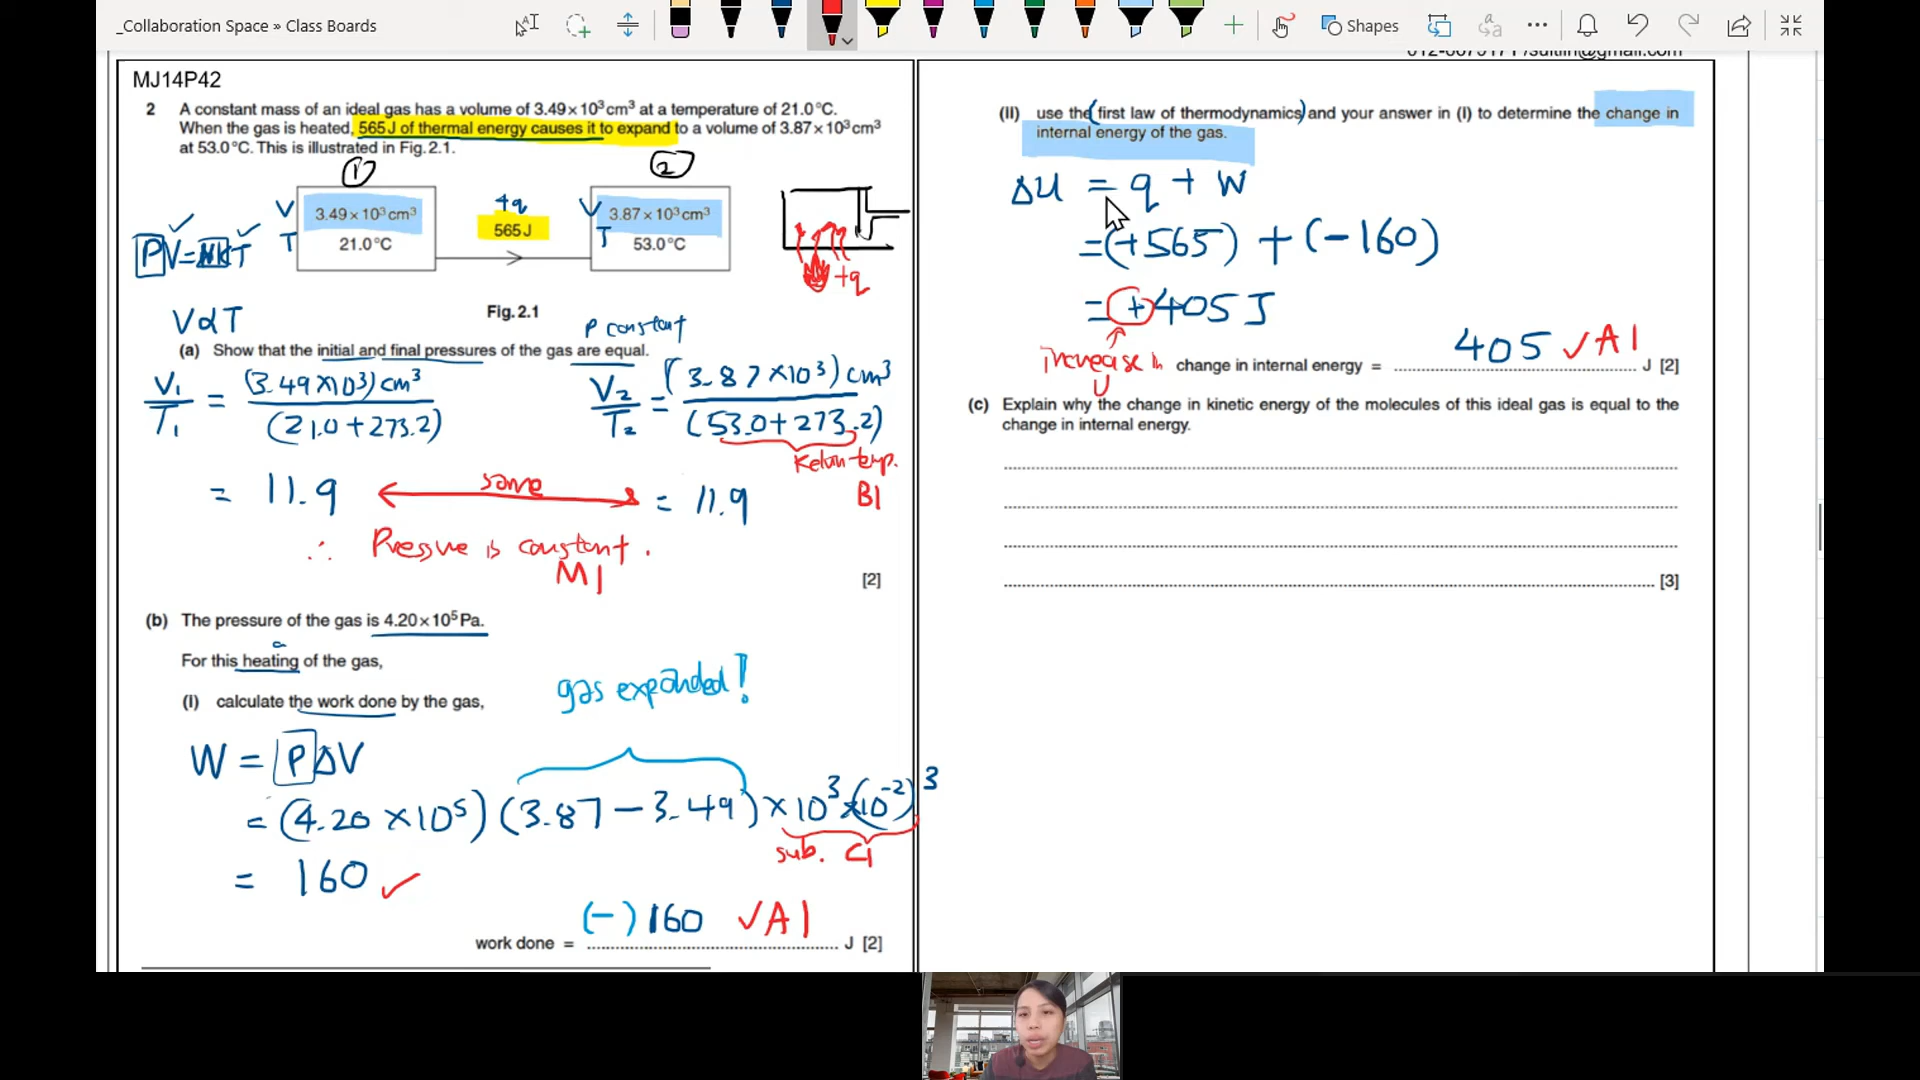 _Collaboration Space » Class Boards
Shapes
MJ14P42
2 A constant mass of an ideal gas has a volume of 3.49×10³cm³ at a temperature of 21.0°C.
When the gas is heated, 565J of thermal energy causes it to expand to a volume of 3.87×10³cm³
at 53.0°C. This is illustrated in Fig.2.1.
① ②
V 3.49×10³cm³ +q V 3.87×10³cm³
T 21.0°C 565J T 53.0°C
PV=NkT
+q
Fig.2.1
V∝T
P constant
(a) Show that the initial and final pressures of the gas are equal.
V₁/T₁ = (3.49×10³)cm³/(21.0+273.2) V₂/T₂ = (3.87×10³)cm³/(53.0+273.2)
Kelvin temp.
B1
= 11.9 same = 11.9
∴ Pressure is constant.
M1
[2]
(b) The pressure of the gas is 4.20×10⁵Pa.
For this heating of the gas,
gas expanded!
(i) calculate the work done by the gas,
W = PΔV
= (4.20×10⁵)(3.87−3.49)×10³×(10⁻²)³
sub. C1
= 160 ✓
(−)160 ✓A1
work done = ........ J [2]
(ii) use the (first law of thermodynamics) and your answer in (i) to determine the change in
internal energy of the gas.
ΔU = q + W
=(+565) + (−160)
= +405J
increase in U
405 ✓A1
change in internal energy = ........ J [2]
(c) Explain why the change in kinetic energy of the molecules of this ideal gas is equal to the
change in internal energy.
[3]